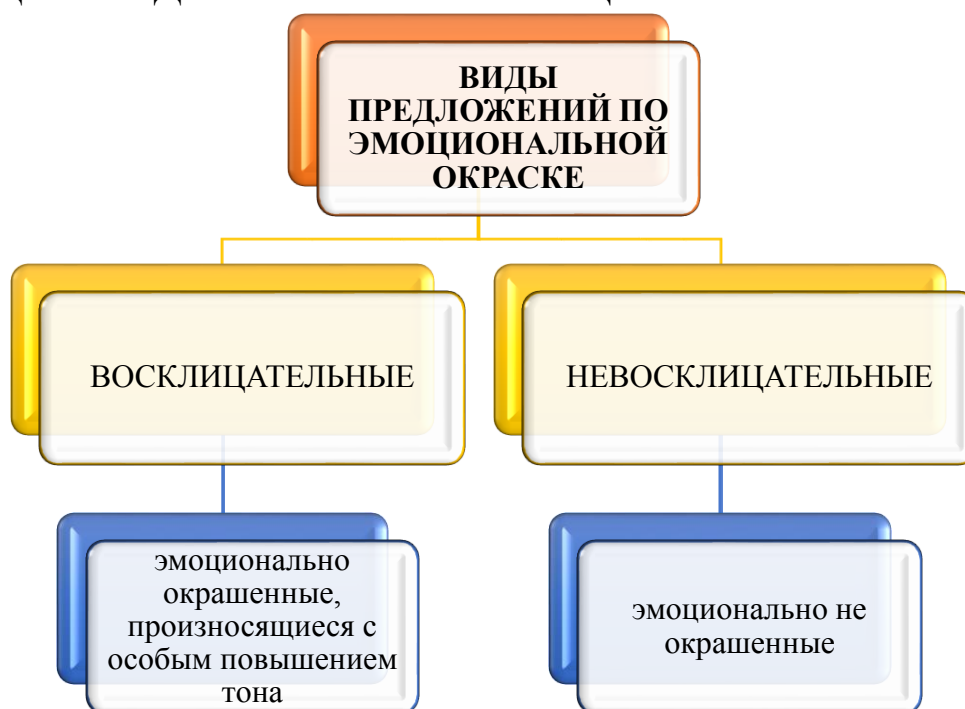 ВИДЫ
ПРЕДЛОЖЕНИЙ ПО
ЭМОЦИОНАЛЬНОЙ
ОКРАСКЕ
ВОСКЛИЦАТЕЛЬНЫЕ
НЕВОСКЛИЦАТЕЛЬНЫЕ
эмоционально
окрашенные,
произносящиеся с
особым повышением
тона
эмоционально не
окрашенные